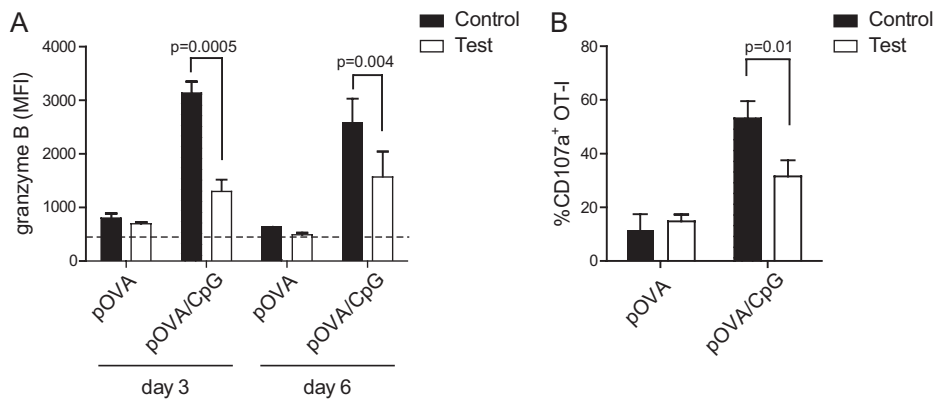 A
Control
Test
granzyme B (MFI)
4000
3000
2000
1000
0
p=0.0005
p=0.004
pOVA
pOVA/CpG
pOVA
pOVA/CpG
day 3
day 6
B
Control
Test
%CD107a⁺ OT-I
80
60
40
20
0
p=0.01
pOVA
pOVA/CpG